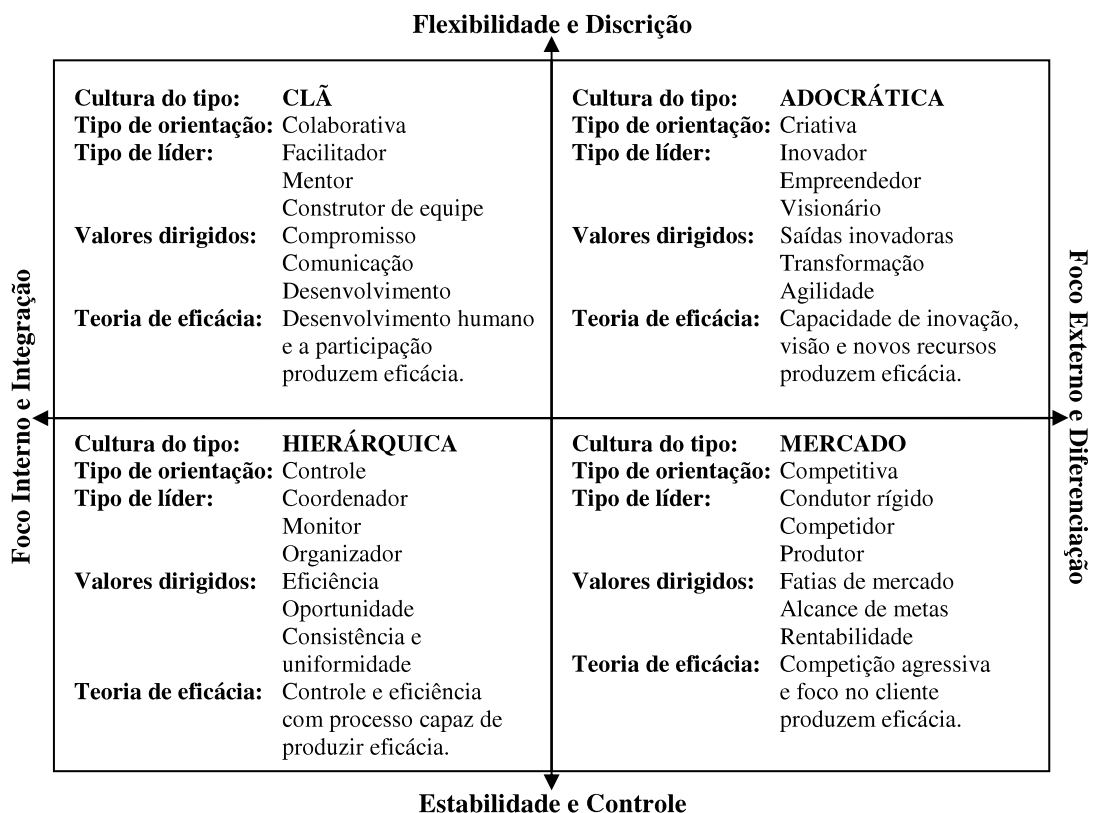 Flexibilidade e Discrição
Foco Interno e Integração
Cultura do tipo: CLÃ
Tipo de orientação: Colaborativa
Tipo de líder: Facilitador
Mentor
Construtor de equipe
Valores dirigidos: Compromisso
Comunicação
Desenvolvimento
Teoria de eficácia: Desenvolvimento humano
e a participação
produzem eficácia.
Cultura do tipo: ADOCRÁTICA
Tipo de orientação: Criativa
Tipo de líder: Inovador
Empreendedor
Visionário
Valores dirigidos: Saídas inovadoras
Transformação
Agilidade
Teoria de eficácia: Capacidade de inovação,
visão e novos recursos
produzem eficácia.
Cultura do tipo: HIERÁRQUICA
Tipo de orientação: Controle
Tipo de líder: Coordenador
Monitor
Organizador
Valores dirigidos: Eficiência
Oportunidade
Consistência e
uniformidade
Teoria de eficácia: Controle e eficiência
com processo capaz de
produzir eficácia.
Cultura do tipo: MERCADO
Tipo de orientação: Competitiva
Tipo de líder: Condutor rígido
Competidor
Produtor
Valores dirigidos: Fatias de mercado
Alcance de metas
Rentabilidade
Teoria de eficácia: Competição agressiva
e foco no cliente
produzem eficácia.
Foco Externo e Diferenciação
Estabilidade e Controle